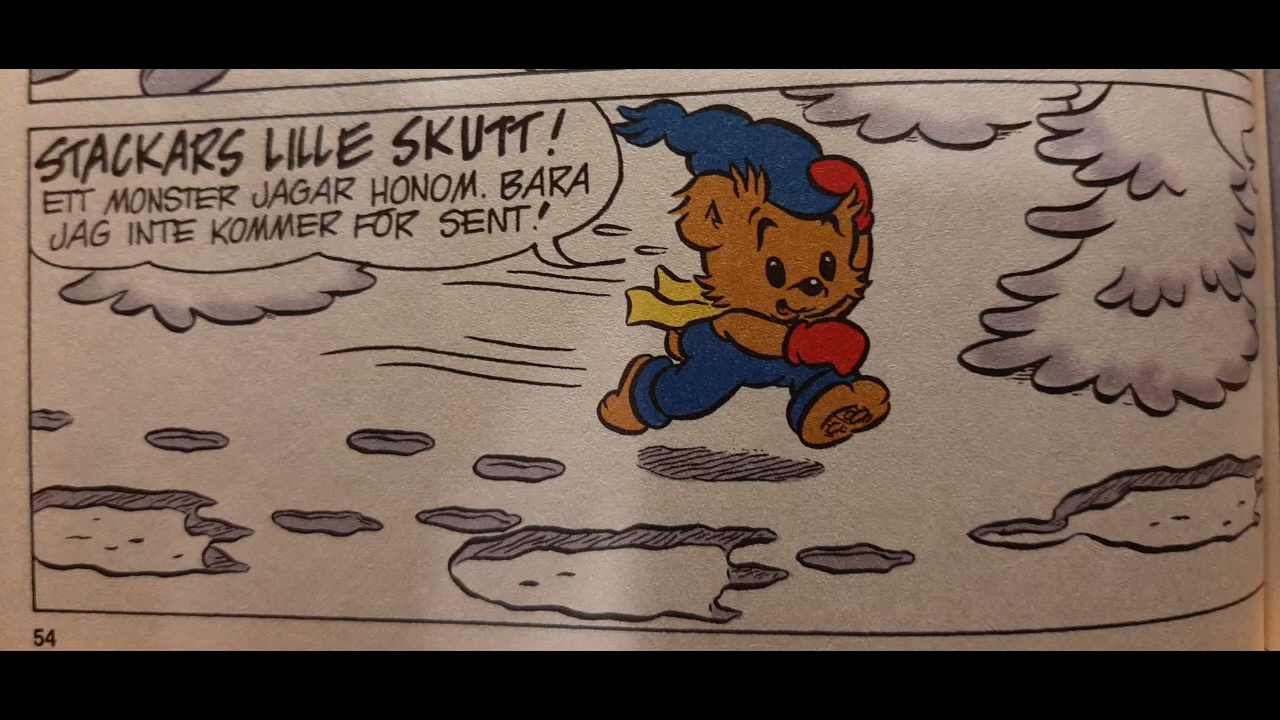 STACKARS LILLE SKUTT!
ETT MONSTER JAGAR HONOM. BARA
JAG INTE KOMMER FÖR SENT!
54